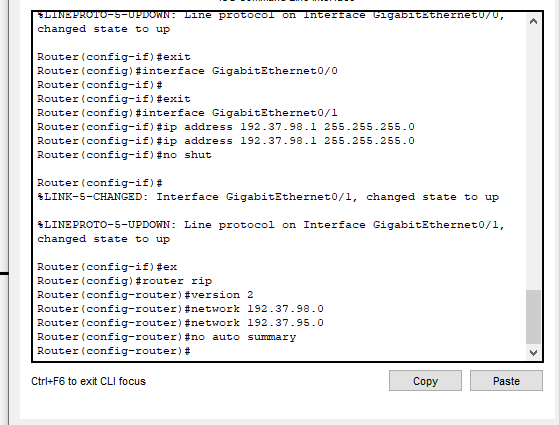 %LINEPROTO-5-UPDOWN: Line protocol on Interface GigabitEthernet0/0,
changed state to up
Router(config-if)#exit
Router(config)#interface GigabitEthernet0/0
Router(config-if)#
Router(config-if)#exit
Router(config)#interface GigabitEthernet0/1
Router(config-if)#ip address 192.37.98.1 255.255.255.0
Router(config-if)#ip address 192.37.98.1 255.255.255.0
Router(config-if)#no shut
Router(config-if)#
%LINK-5-CHANGED: Interface GigabitEthernet0/1, changed state to up
%LINEPROTO-5-UPDOWN: Line protocol on Interface GigabitEthernet0/1,
changed state to up
Router(config-if)#ex
Router(config)#router rip
Router(config-router)#version 2
Router(config-router)#network 192.37.98.0
Router(config-router)#network 192.37.95.0
Router(config-router)#no auto summary
Router(config-router)#
Ctrl+F6 to exit CLI focus
Copy
Paste